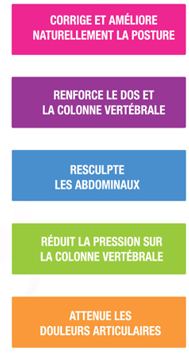 CORRIGE ET AMÉLIORE
NATURELLEMENT LA POSTURE
RENFORCE LE DOS ET
LA COLONNE VERTÉBRALE
RESCULPTE
LES ABDOMINAUX
RÉDUIT LA PRESSION SUR
LA COLONNE VERTÉBRALE
ATTENUE LES
DOULEURS ARTICULAIRES